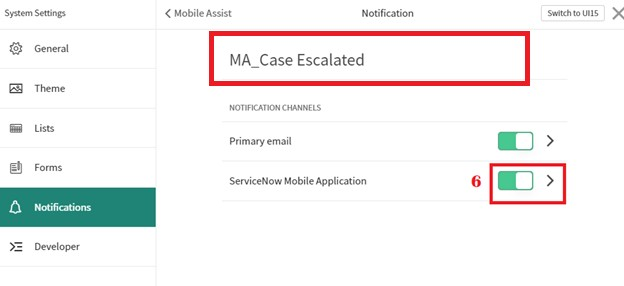 System Settings
Mobile Assist
Notification
Switch to UI15
General
Theme
Lists
Forms
Notifications
Developer
MA_Case Escalated
NOTIFICATION CHANNELS
Primary email
ServiceNow Mobile Application
6